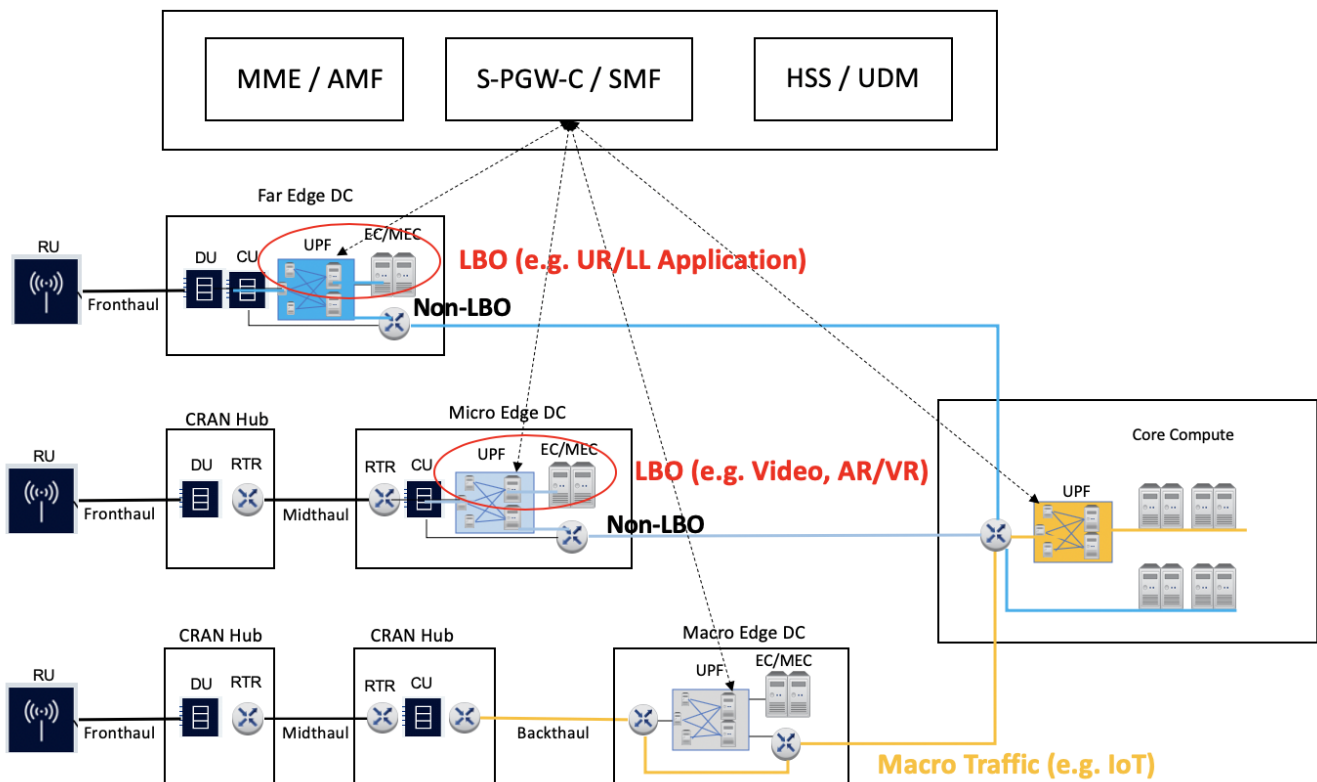 MME / AMF
S-PGW-C / SMF
HSS / UDM
Far Edge DC
RU
DU
CU
UPF
EC/MEC
LBO (e.g. UR/LL Application)
Fronthaul
Non-LBO
CRAN Hub
Micro Edge DC
Core Compute
RU
DU
RTR
RTR
CU
UPF
EC/MEC
LBO (e.g. Video, AR/VR)
UPF
Fronthaul
Midthaul
Non-LBO
CRAN Hub
CRAN Hub
Macro Edge DC
RU
DU
RTR
RTR
CU
UPF
EC/MEC
Fronthaul
Midthaul
Backthaul
Macro Traffic (e.g. IoT)